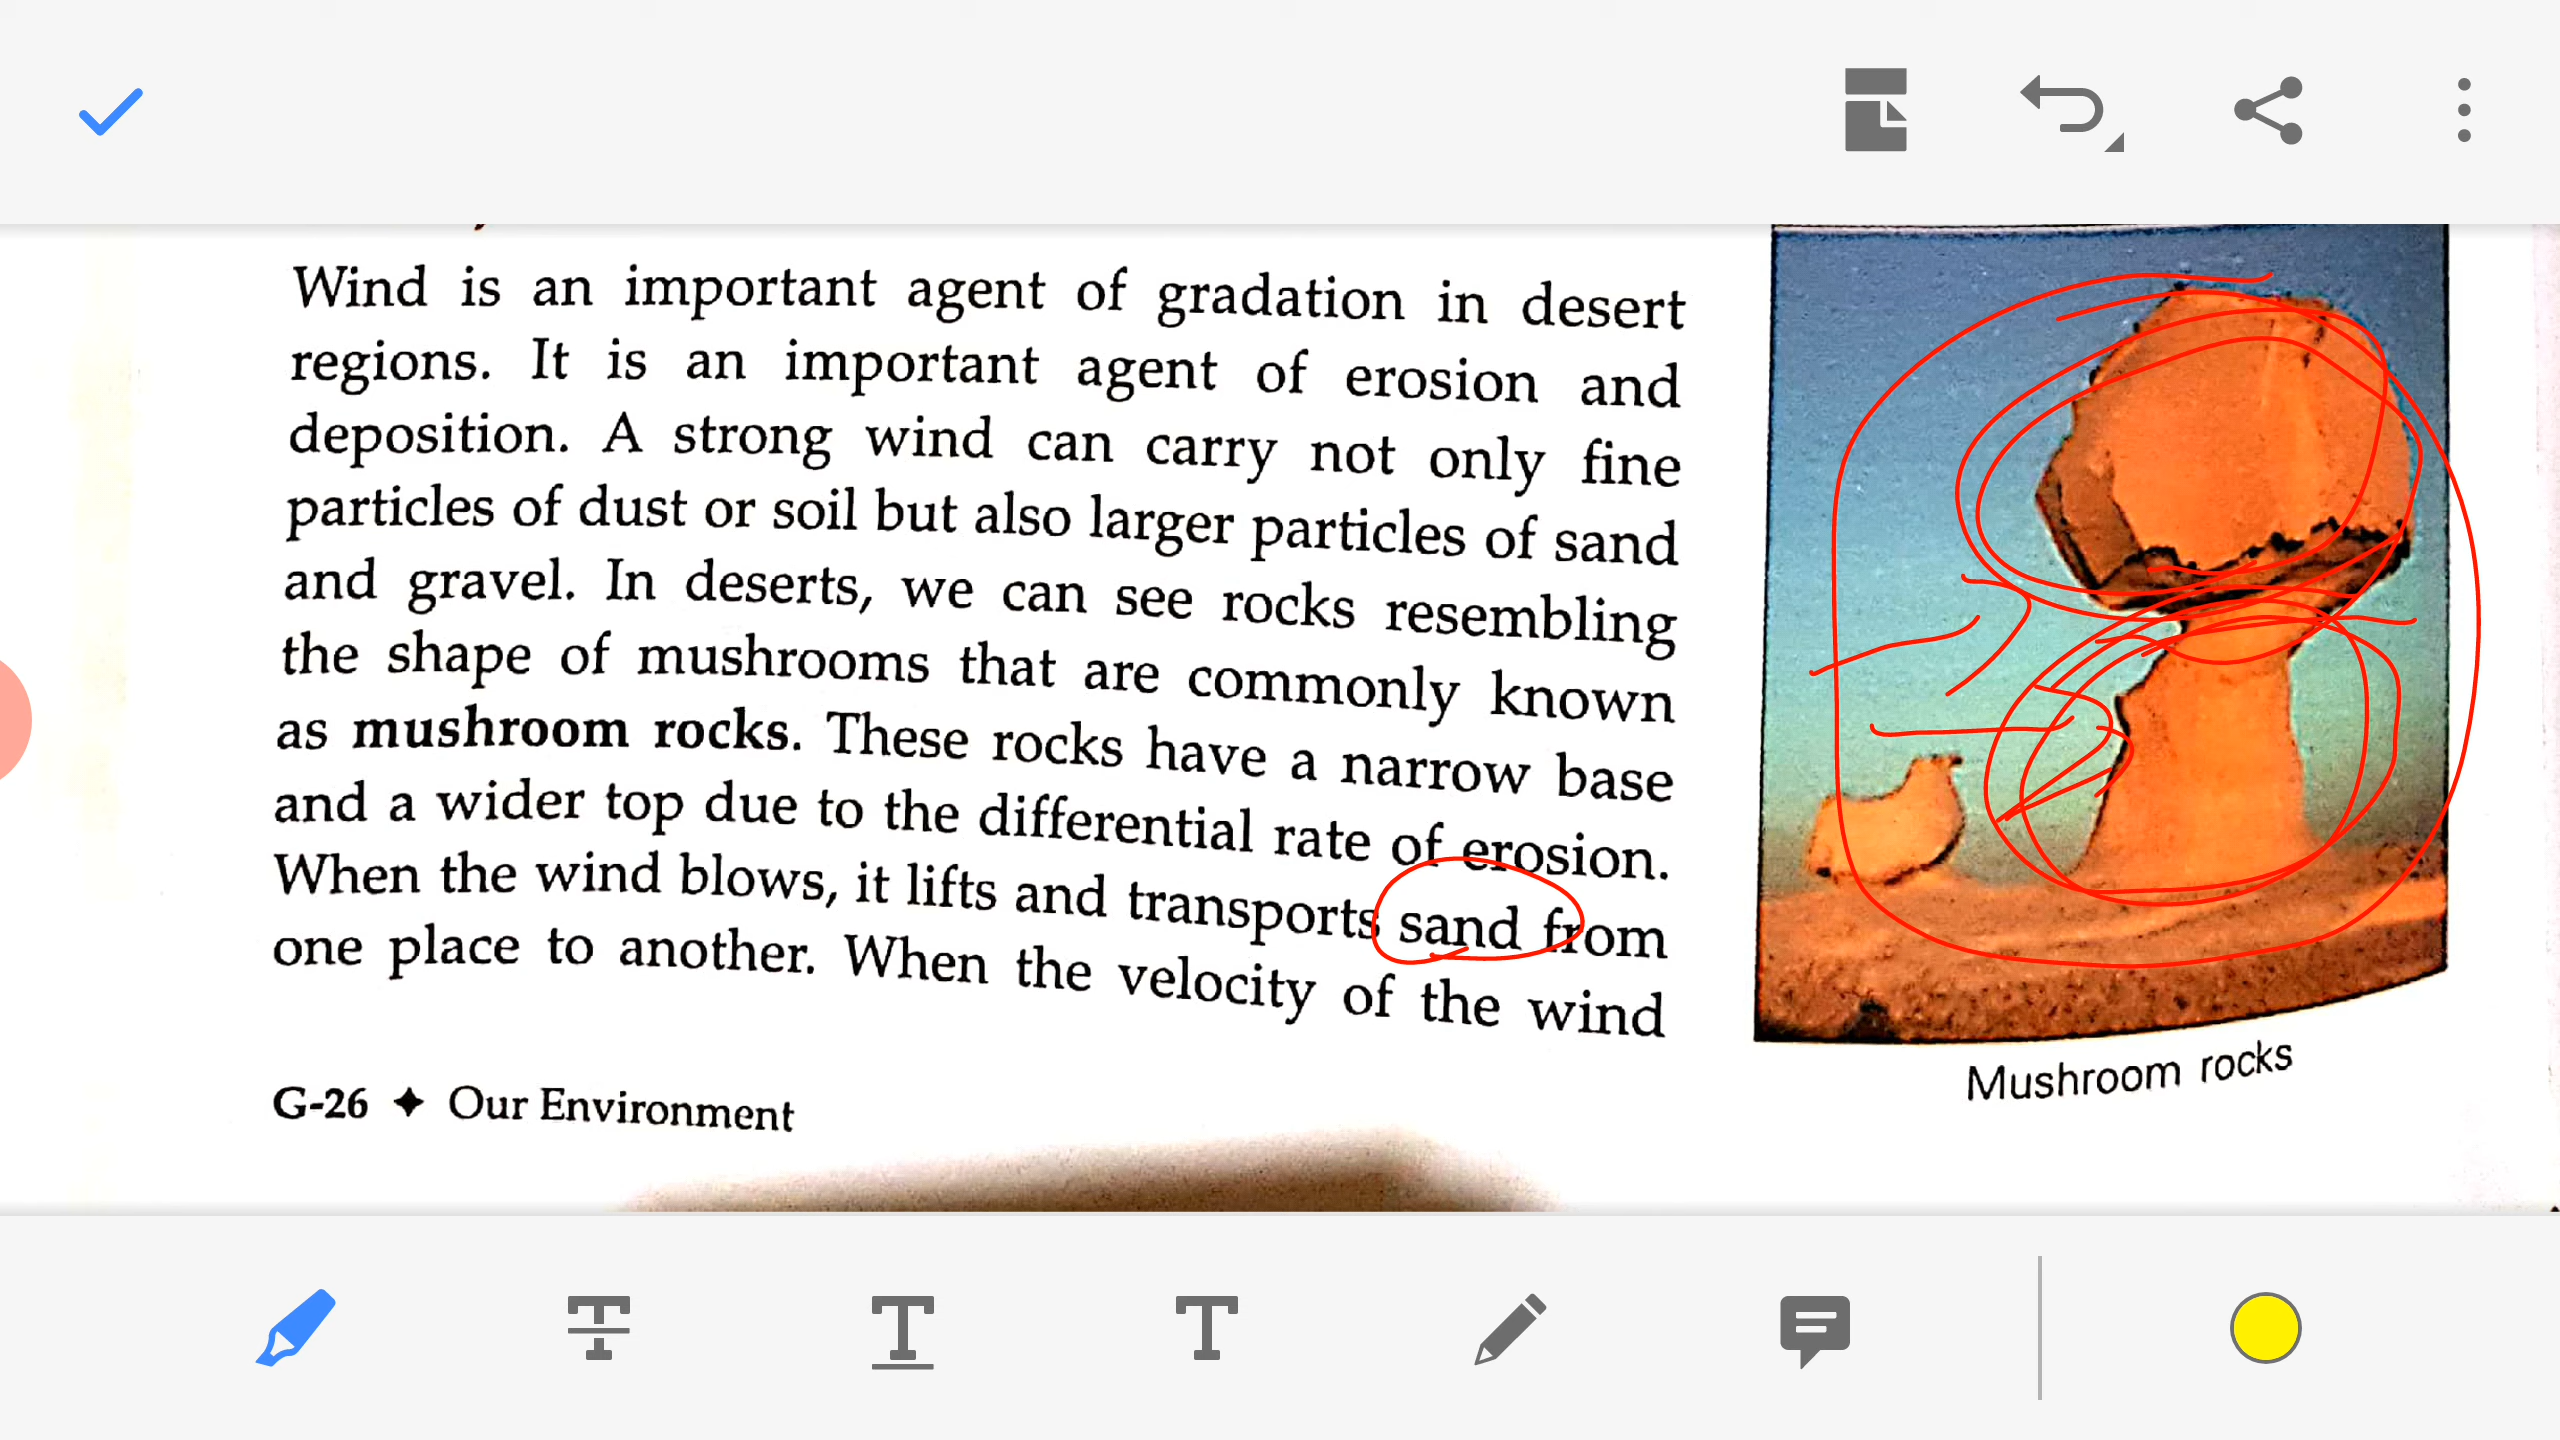 Wind is an important agent of gradation in desert
regions. It is an important agent of erosion and
deposition. A strong wind can carry not only fine
particles of dust or soil but also larger particles of sand
and gravel. In deserts, we can see rocks resembling
the shape of mushrooms that are commonly known
as mushroom rocks. These rocks have a narrow base
and a wider top due to the differential rate of erosion.
When the wind blows, it lifts and transports sand from
one place to another. When the velocity of the wind
G-26 ✦ Our Environment
Mushroom rocks